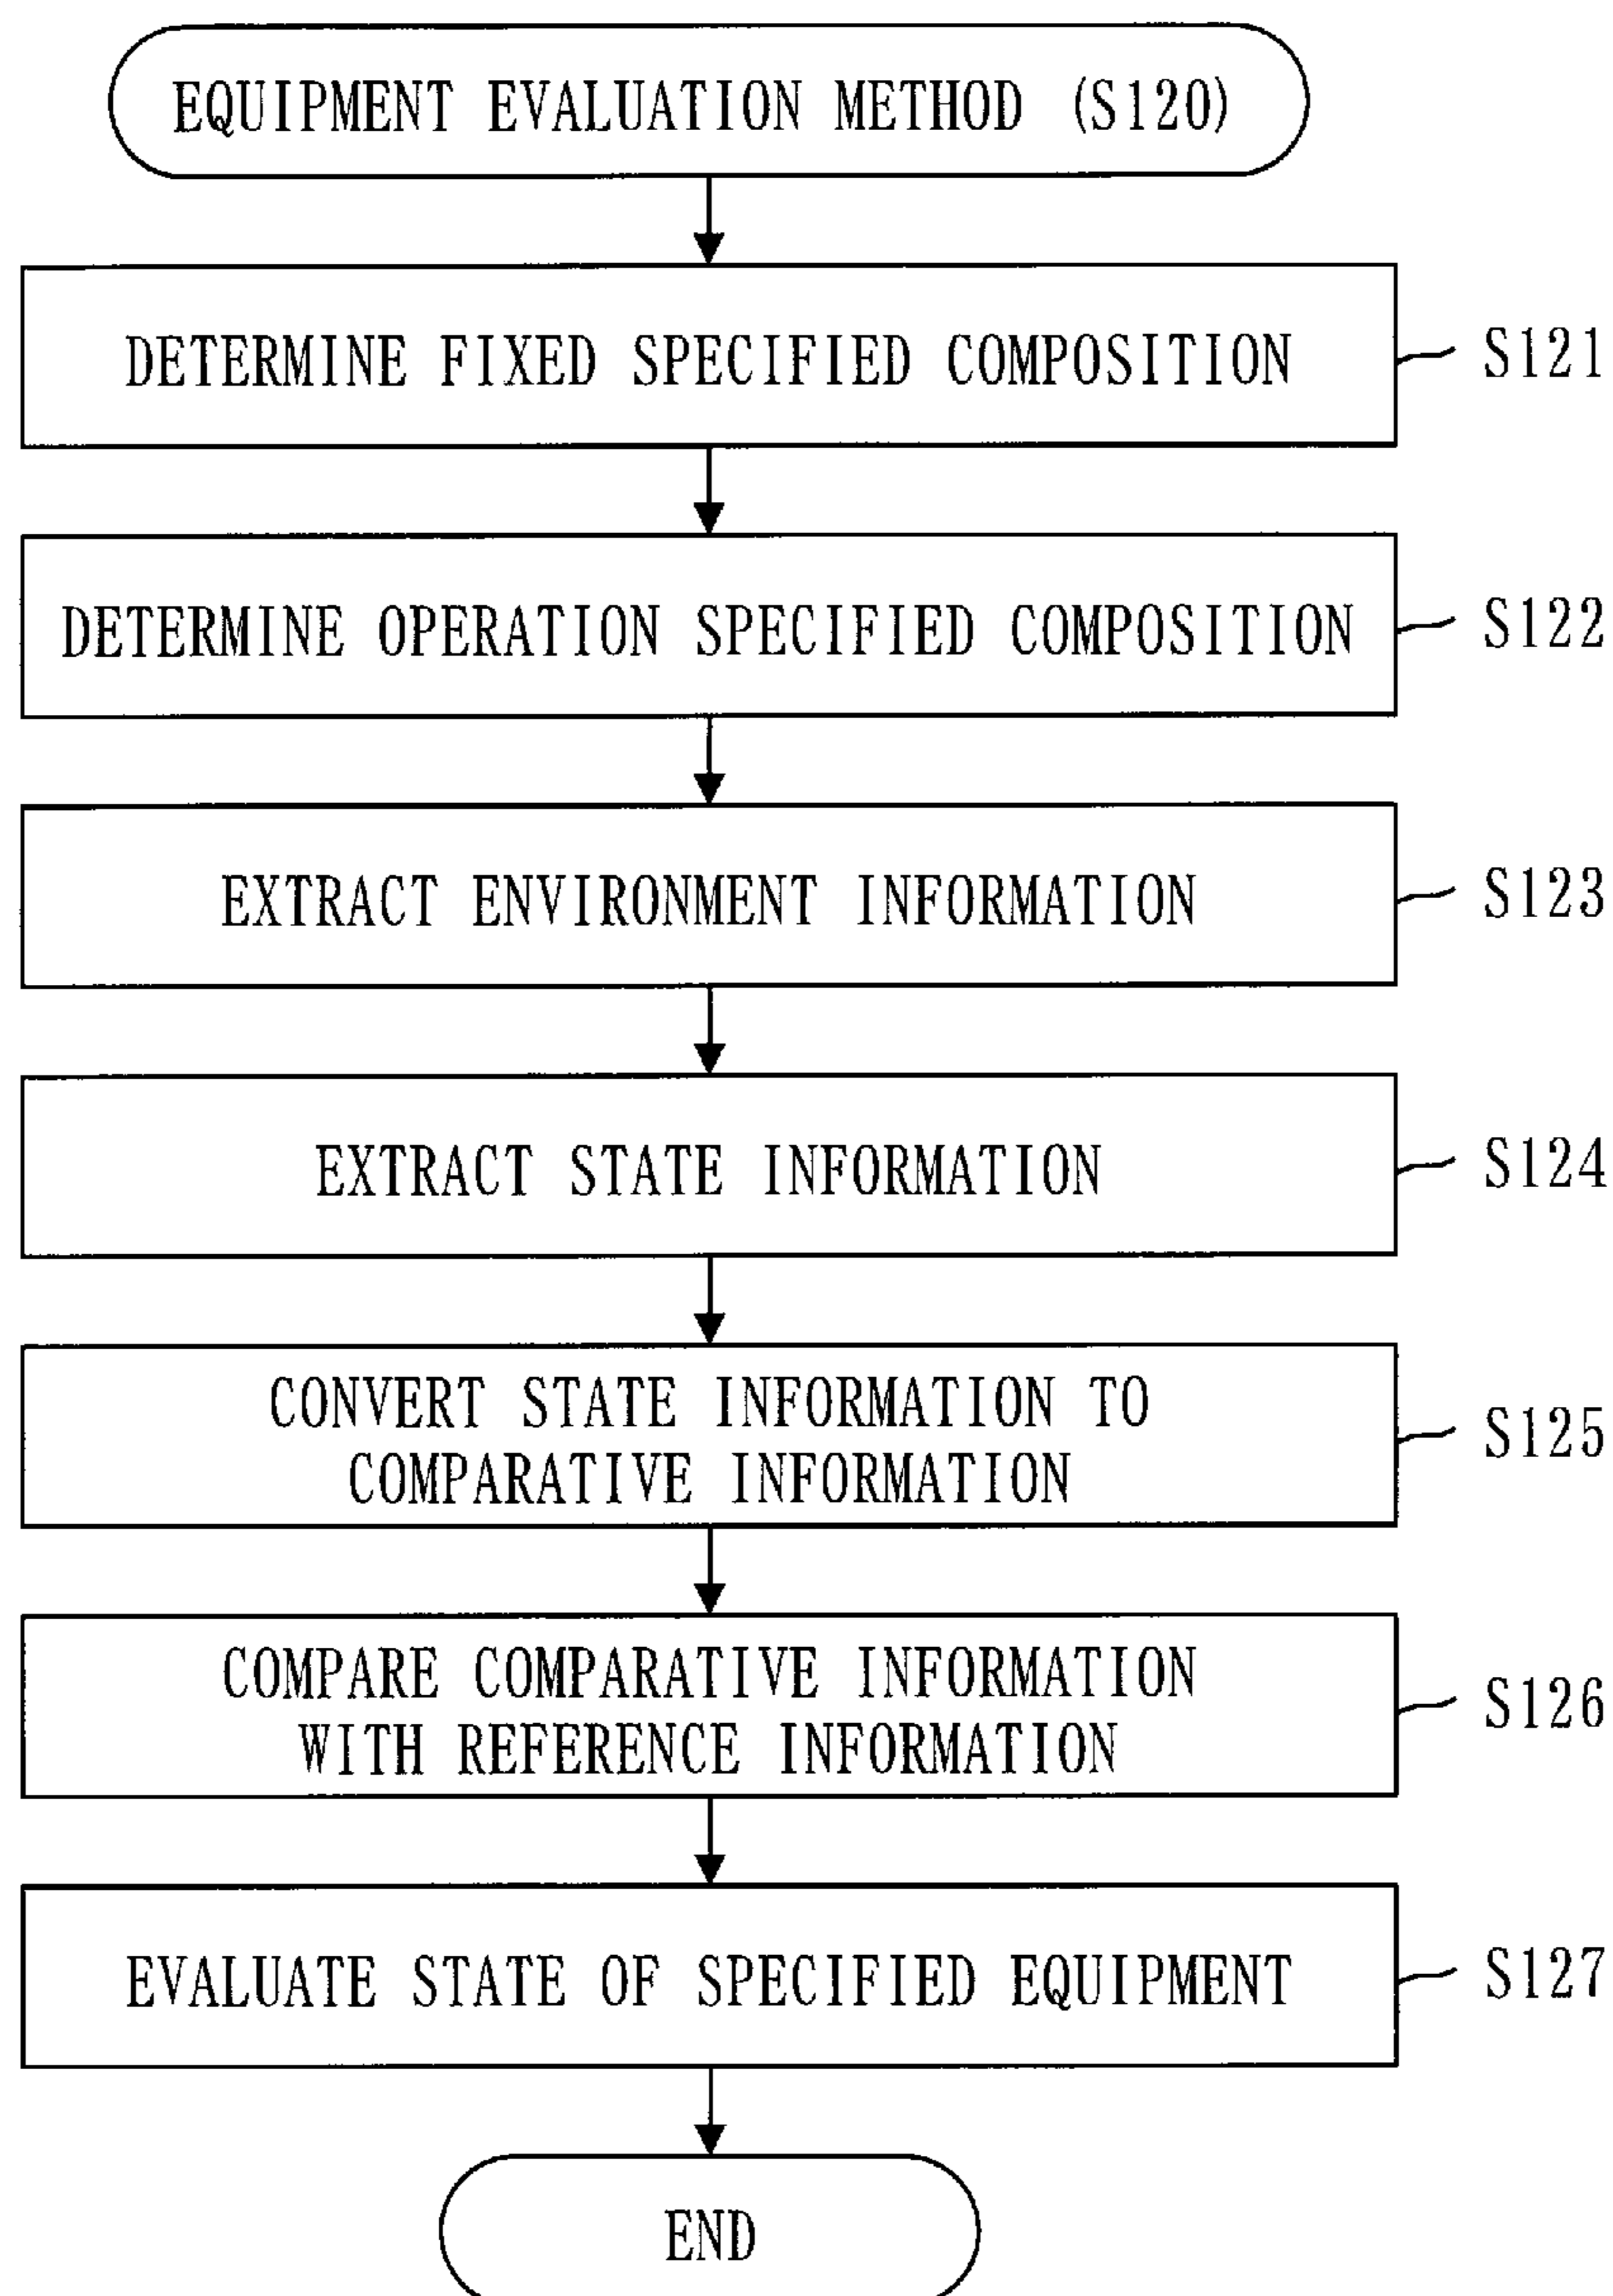 EQUIPMENT EVALUATION METHOD (S120)
DETERMINE FIXED SPECIFIED COMPOSITION
S121
DETERMINE OPERATION SPECIFIED COMPOSITION
S122
EXTRACT ENVIRONMENT INFORMATION
S123
EXTRACT STATE INFORMATION
S124
CONVERT STATE INFORMATION TO
COMPARATIVE INFORMATION
S125
COMPARE COMPARATIVE INFORMATION
WITH REFERENCE INFORMATION
S126
EVALUATE STATE OF SPECIFIED EQUIPMENT
S127
END